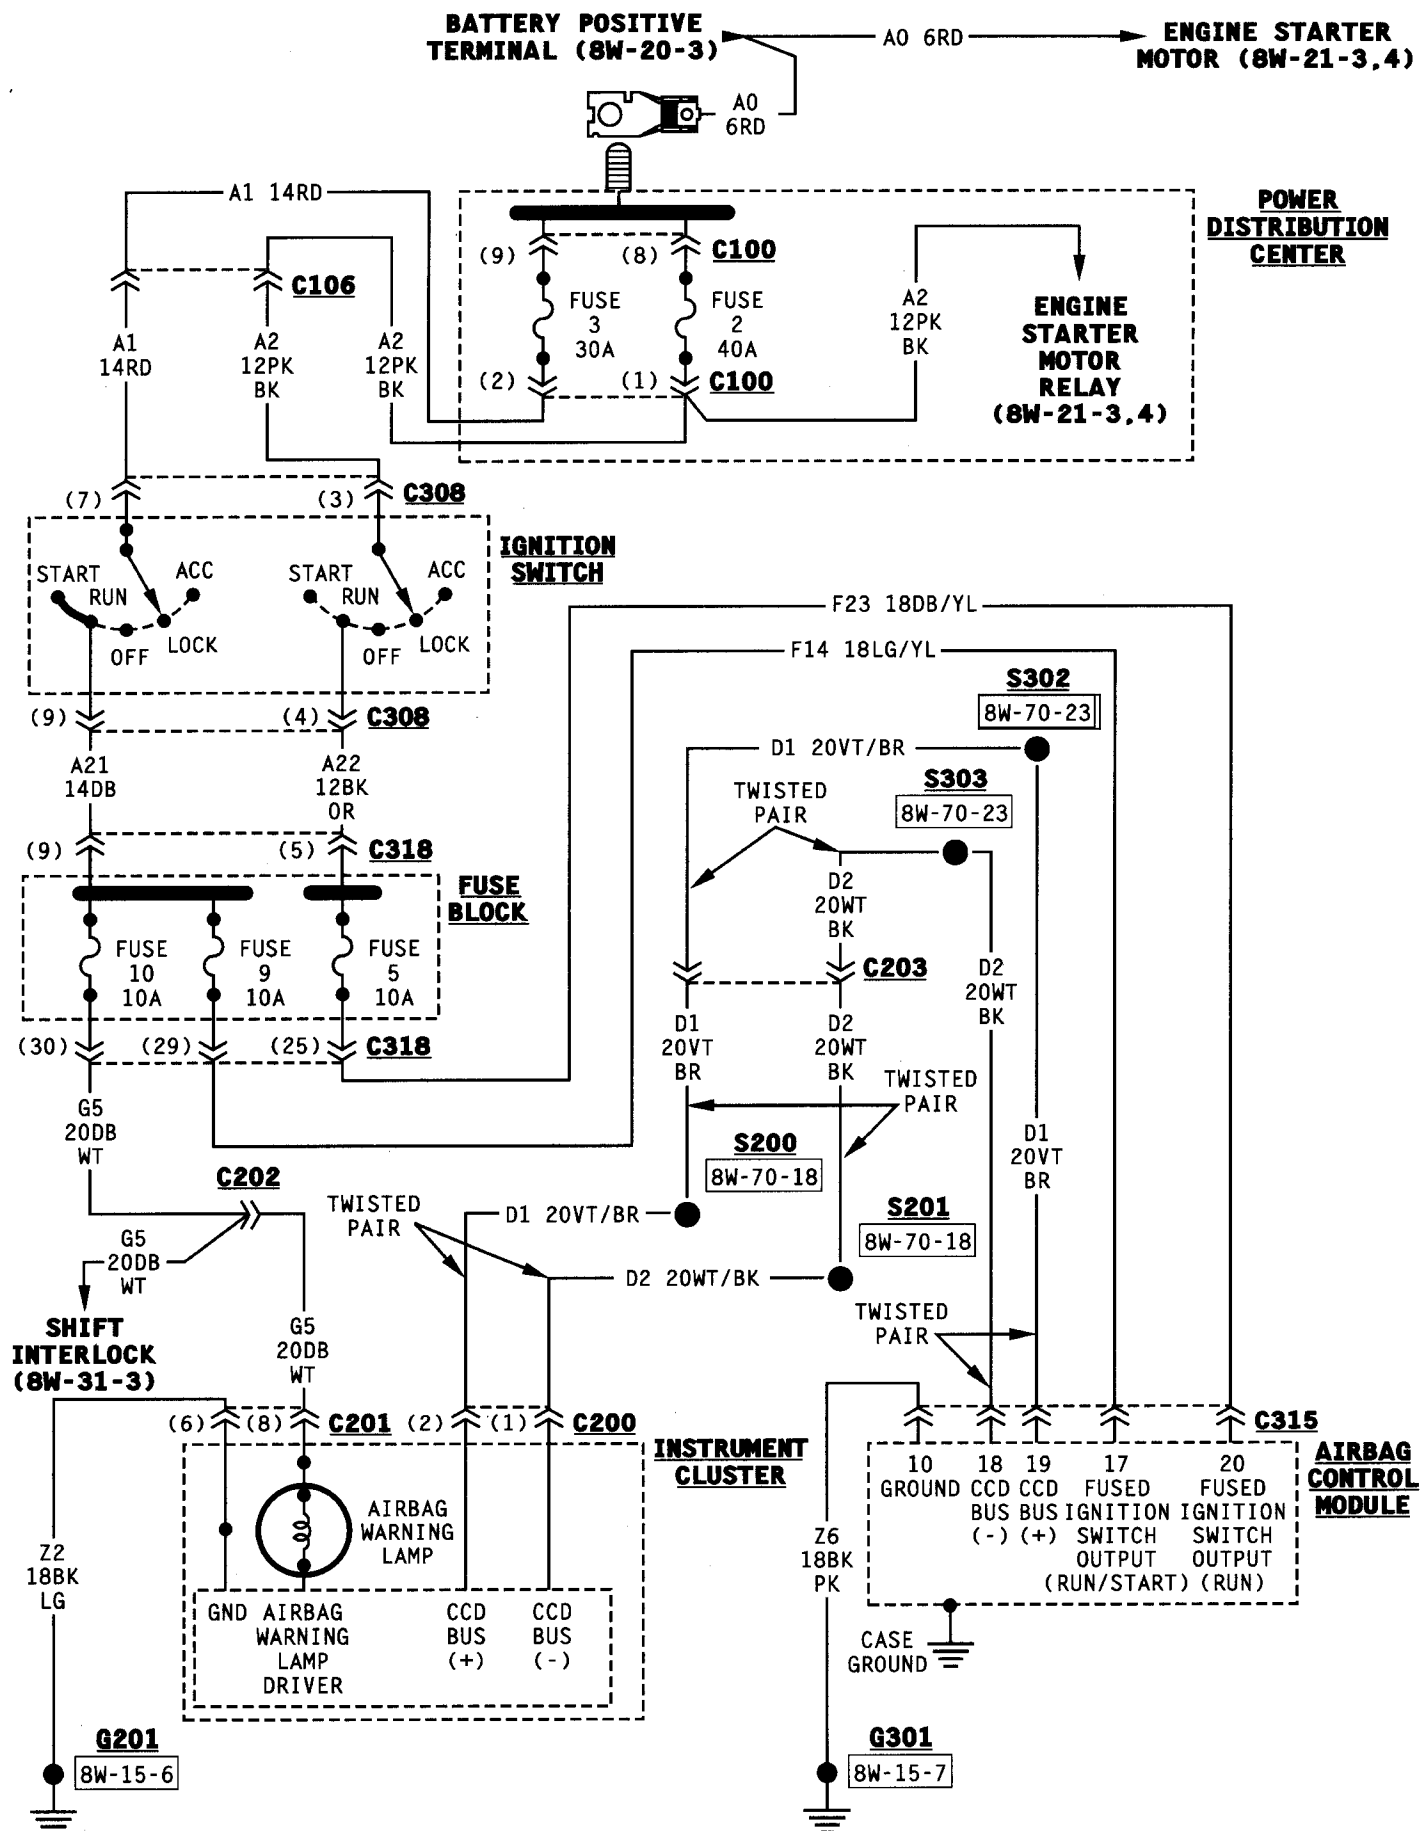 BATTERY POSITIVE
TERMINAL (8W-20-3)
A0 6RD
ENGINE STARTER
MOTOR (8W-21-3,4)
A0
6RD
A1 14RD
POWER
DISTRIBUTION
CENTER
(9)
(8)
C100
C106
FUSE
3
30A
FUSE
2
40A
A2
12PK
BK
ENGINE
STARTER
MOTOR
RELAY
(8W-21-3,4)
A1
14RD
A2
12PK
BK
A2
12PK
BK
(2)
(1)
C100
(7)
(3)
C308
IGNITION
SWITCH
START
RUN
ACC
OFF
LOCK
START
RUN
ACC
OFF
LOCK
F23 18DB/YL
F14 18LG/YL
(9)
(4)
C308
S302
8W-70-23
A21
14DB
A22
12BK
OR
D1 20VT/BR
S303
8W-70-23
TWISTED
PAIR
(9)
(5)
C318
FUSE
BLOCK
D2
20WT
BK
FUSE
10
10A
FUSE
9
10A
FUSE
5
10A
C203
D2
20WT
BK
(30)
(29)
(25)
C318
D1
20VT
BR
D2
20WT
BK
TWISTED
PAIR
G5
20DB
WT
D1
20VT
BR
S200
8W-70-18
C202
TWISTED
PAIR
D1 20VT/BR
S201
8W-70-18
G5
20DB
WT
D2 20WT/BK
SHIFT
INTERLOCK
(8W-31-3)
G5
20DB
WT
TWISTED
PAIR
(6)
(8)
C201
(2)
(1)
C200
C315
INSTRUMENT
CLUSTER
AIRBAG
CONTROL
MODULE
10
GROUND
18
CCD
BUS
(-)
19
CCD
BUS
(+)
17
FUSED
IGNITION
SWITCH
OUTPUT
(RUN/START)
20
FUSED
IGNITION
SWITCH
OUTPUT
(RUN)
AIRBAG
WARNING
LAMP
Z2
18BK
LG
Z6
18BK
PK
GND
AIRBAG
WARNING
LAMP
DRIVER
CCD
BUS
(+)
CCD
BUS
(-)
CASE
GROUND
G201
8W-15-6
G301
8W-15-7